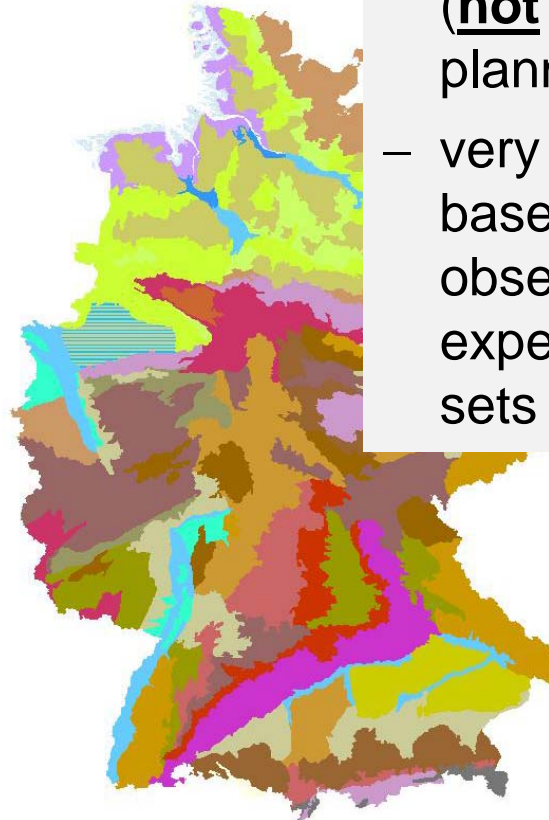 (not
plann
– very
base
obse
expe
sets